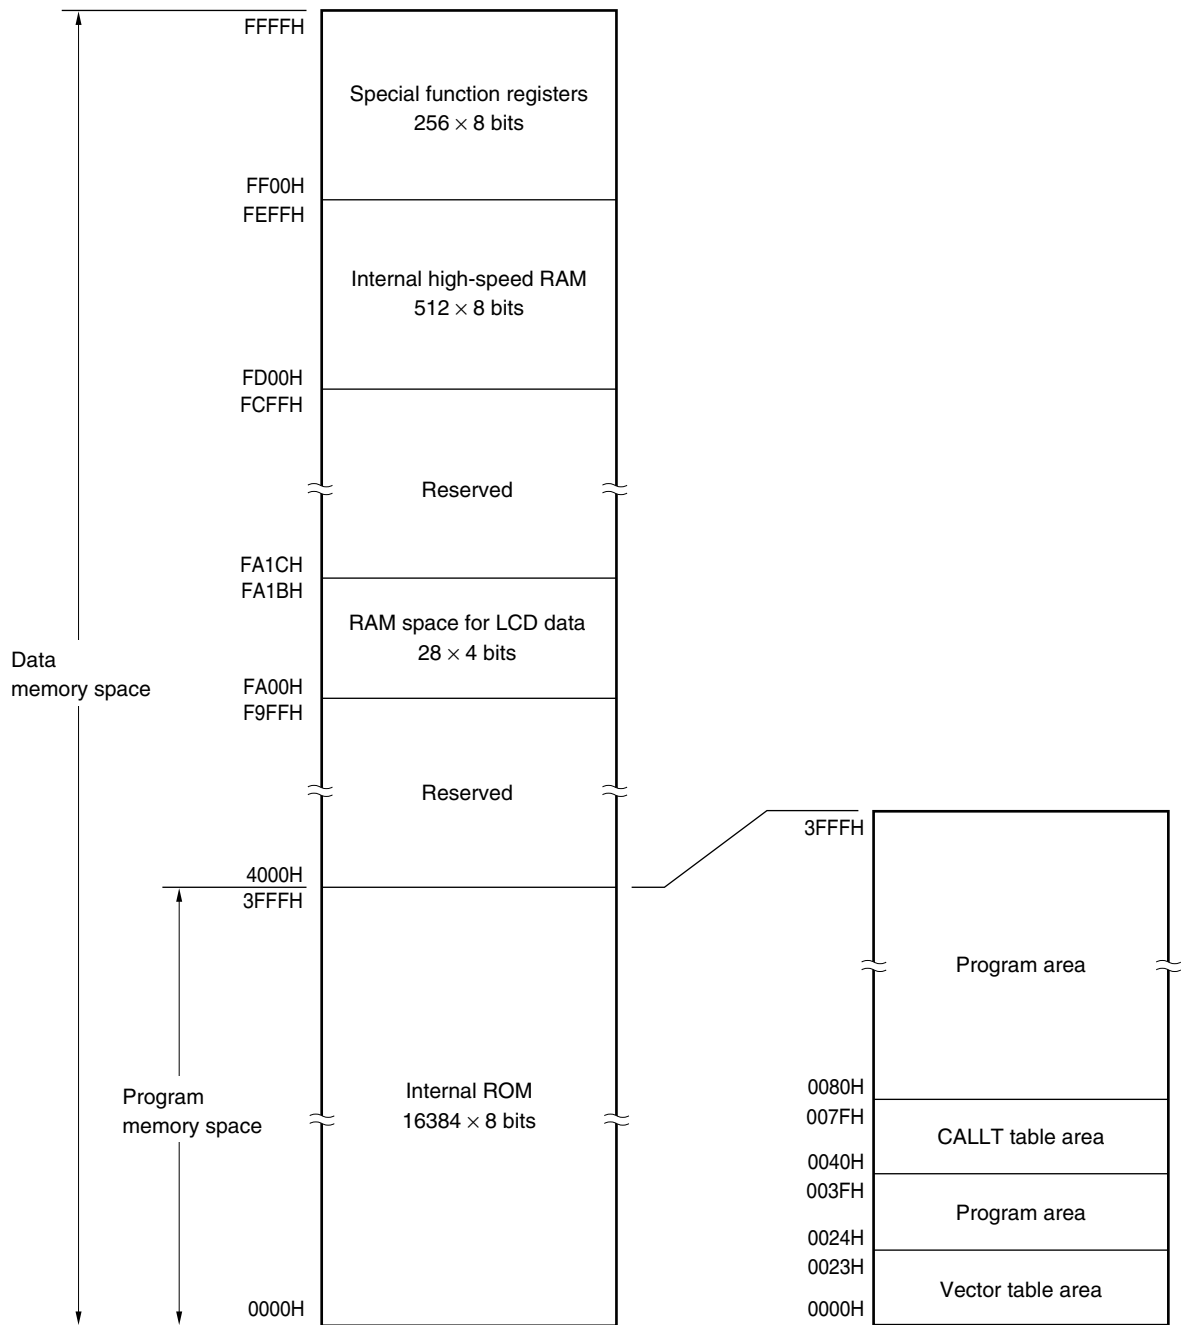 FFFFH
Special function registers
256 × 8 bits
FF00H
FEFFH
Internal high-speed RAM
512 × 8 bits
FD00H
FCFFH
Reserved
FA1CH
FA1BH
RAM space for LCD data
28 × 4 bits
Data
memory space
FA00H
F9FFH
Reserved
4000H
3FFFH
Program
memory space
Internal ROM
16384 × 8 bits
0000H
3FFFH
Program area
0080H
007FH
CALLT table area
0040H
003FH
Program area
0024H
0023H
Vector table area
0000H